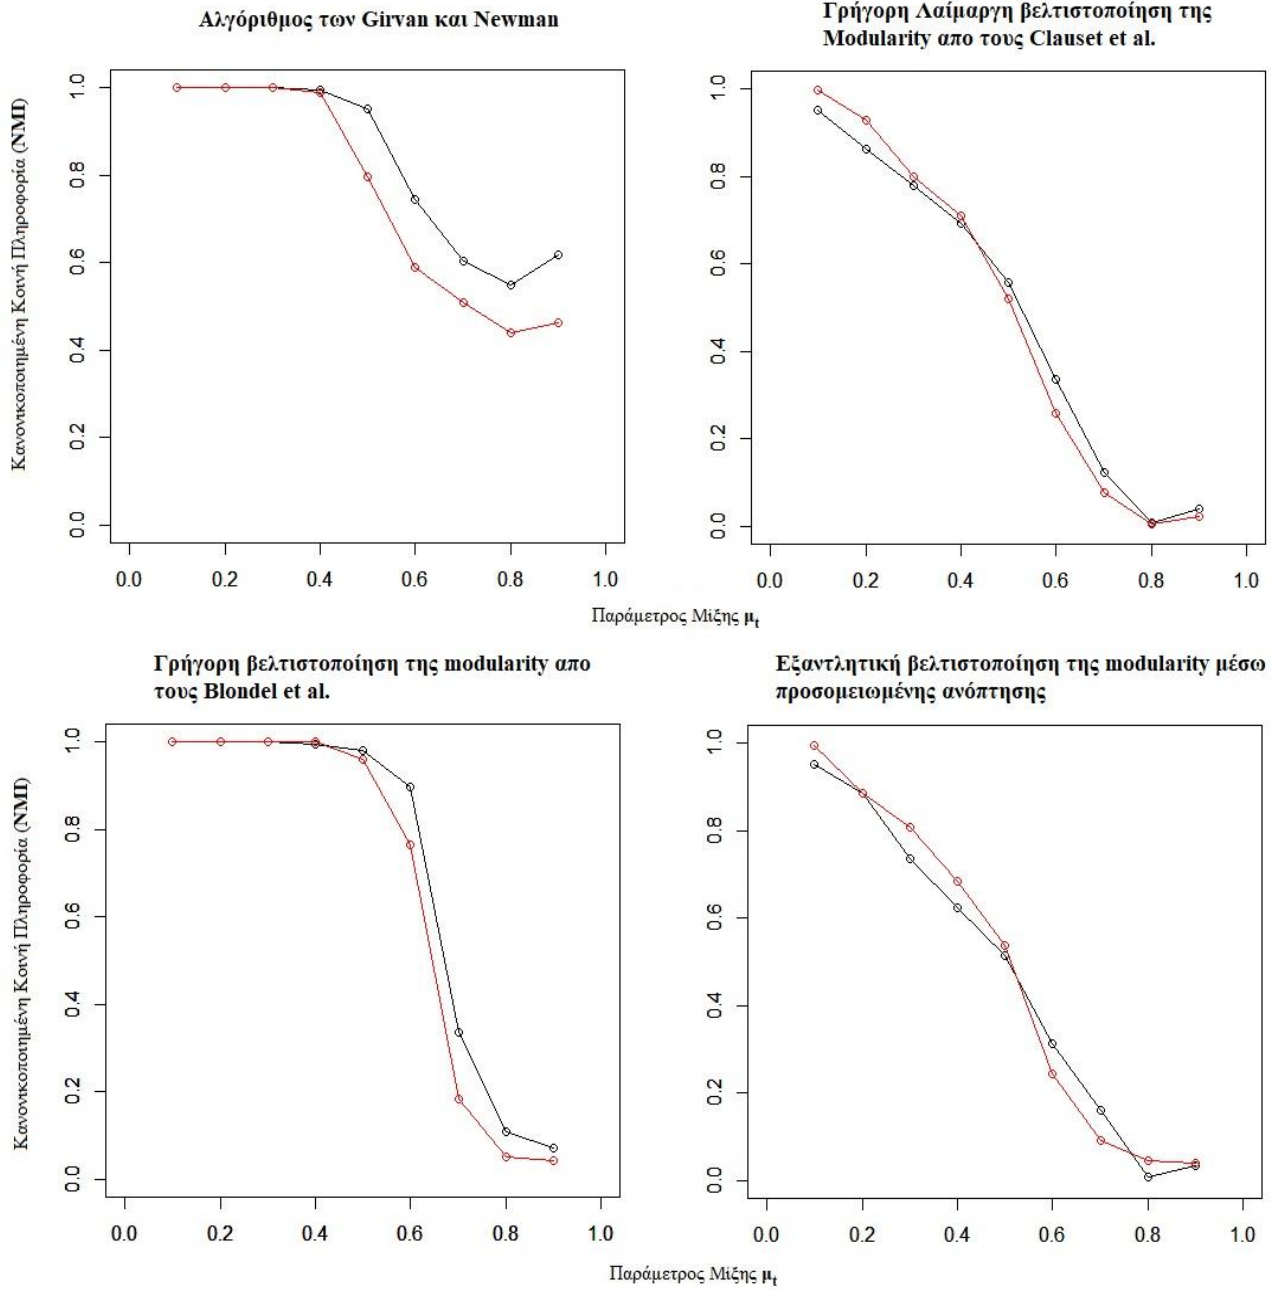 Αλγόριθμος των Girvan και Newman
Γρήγορη Λαίμαργη βελτιστοποίηση της
Modularity απο τους Clauset et al.
Κανονικοποιημένη Κοινή Πληροφορία (NMI)
1.0
0.8
0.6
0.4
0.2
0.0
0.0 0.2 0.4 0.6 0.8 1.0
1.0
0.8
0.6
0.4
0.2
0.0
0.0 0.2 0.4 0.6 0.8 1.0
Παράμετρος Μίξης μt
Γρήγορη βελτιστοποίηση της modularity απο
τους Blondel et al.
Εξαντλητική βελτιστοποίηση της modularity μέσω
προσομειωμένης ανόπτησης
Κανονικοποιημένη Κοινή Πληροφορία (NMI)
1.0
0.8
0.6
0.4
0.2
0.0
0.0 0.2 0.4 0.6 0.8 1.0
1.0
0.8
0.6
0.4
0.2
0.0
0.0 0.2 0.4 0.6 0.8 1.0
Παράμετρος Μίξης μt